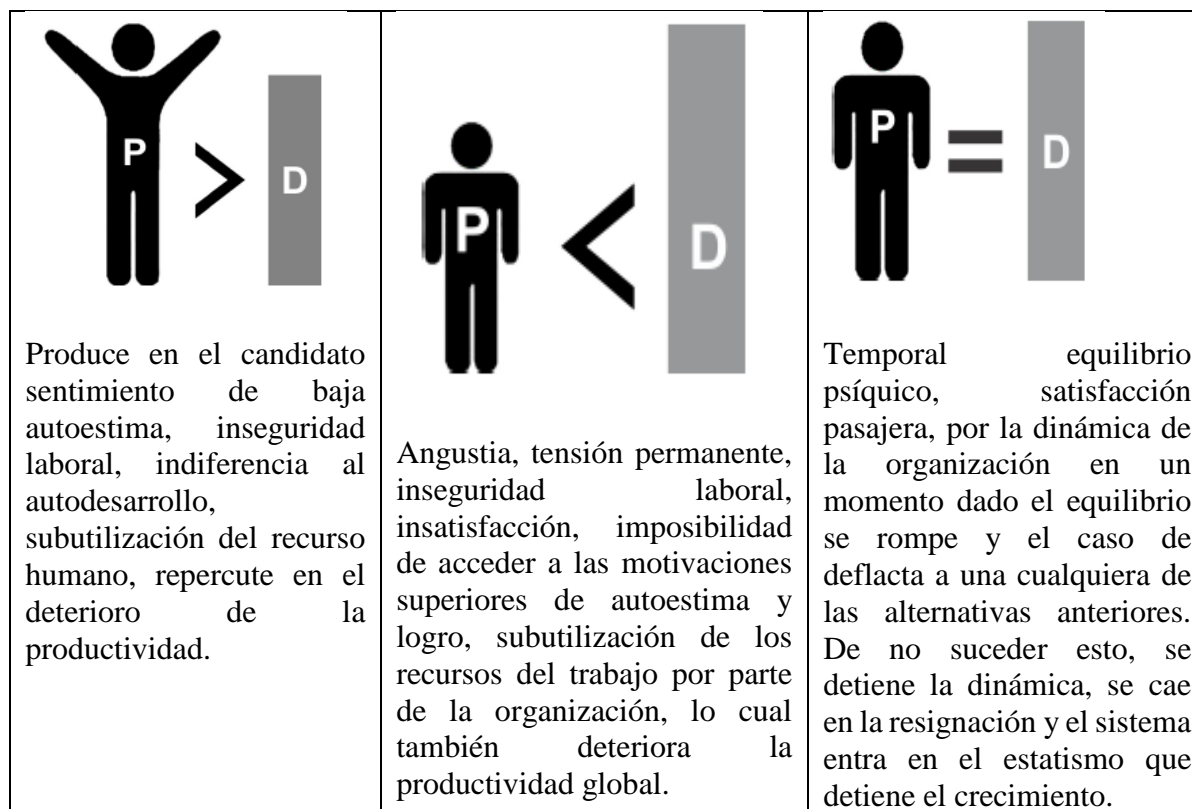 P
>
D
Produce en el candidato
sentimiento de baja
autoestima, inseguridad
laboral, indiferencia al
autodesarrollo,
subutilización del recurso
humano, repercute en el
deterioro de la
productividad.
P
<
D
Angustia, tensión permanente,
inseguridad laboral,
insatisfacción, imposibilidad
de acceder a las motivaciones
superiores de autoestima y
logro, subutilización de los
recursos del trabajo por parte
de la organización, lo cual
también deteriora la
productividad global.
P
=
D
Temporal equilibrio
psíquico, satisfacción
pasajera, por la dinámica de
la organización en un
momento dado el equilibrio
se rompe y el caso de
deflacta a una cualquiera de
las alternativas anteriores.
De no suceder esto, se
detiene la dinámica, se cae
en la resignación y el sistema
entra en el estatismo que
detiene el crecimiento.